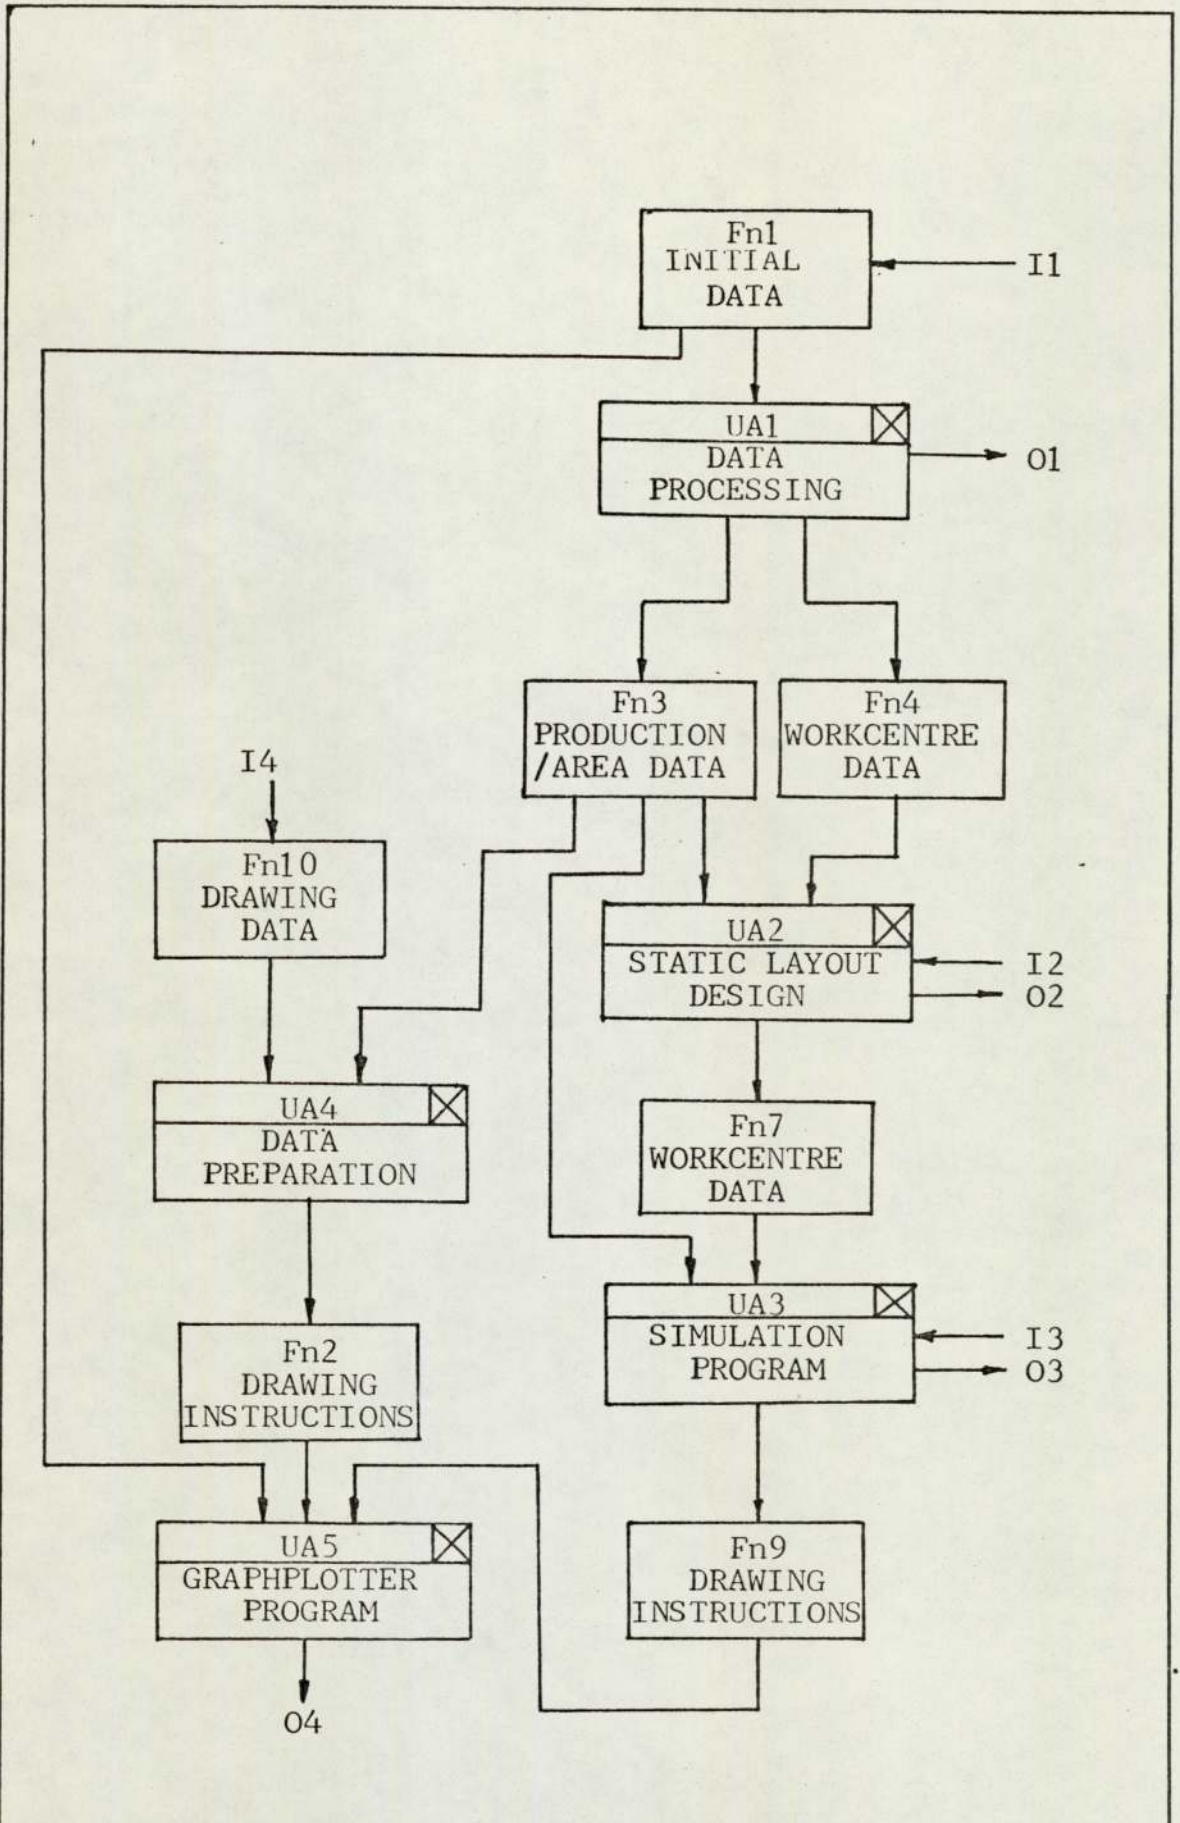 Fn1
INITIAL
DATA
I1
UA1
DATA
PROCESSING
O1
Fn3
PRODUCTION
/AREA DATA
Fn4
WORKCENTRE
DATA
I4
Fn10
DRAWING
DATA
UA2
STATIC LAYOUT
DESIGN
I2
O2
UA4
DATA
PREPARATION
Fn7
WORKCENTRE
DATA
UA3
SIMULATION
PROGRAM
I3
O3
Fn2
DRAWING
INSTRUCTIONS
UA5
GRAPHPLOTTER
PROGRAM
Fn9
DRAWING
INSTRUCTIONS
O4